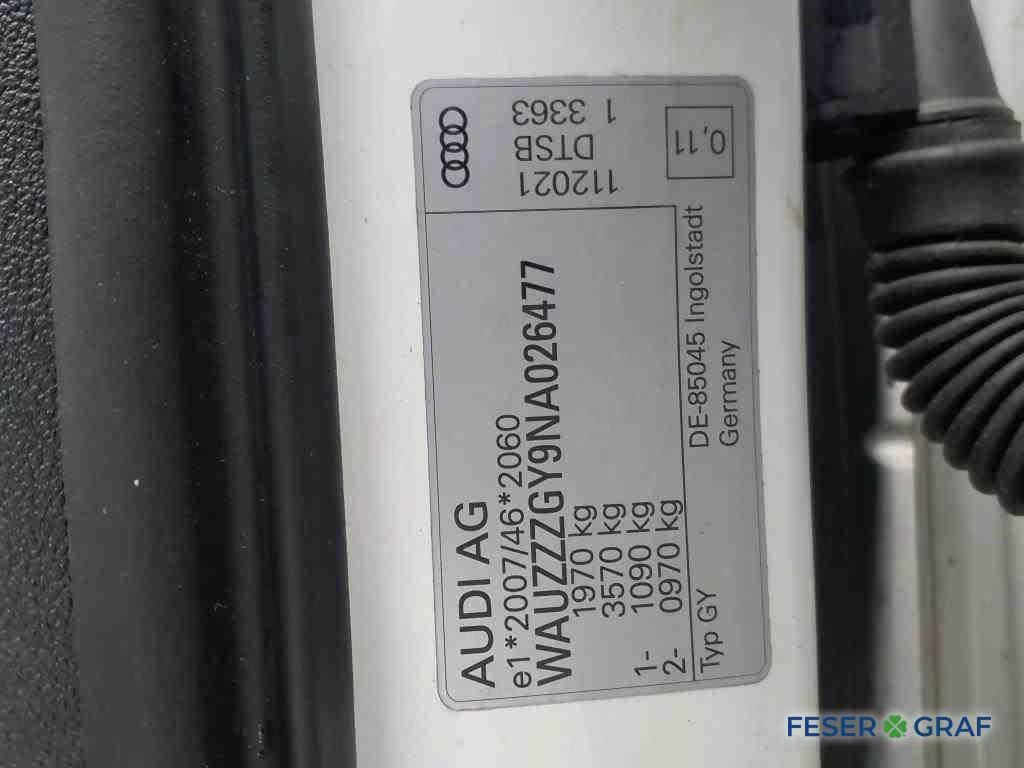 AUDI AG
e1*2007/46*2060
WAUZZZGY9NA026477
1970 kg
3570 kg
1- 1090 kg
2- 0970 kg
Typ GY
DE-85045 Ingolstadt
Germany
112021
DTSB
1 3363
0,11
FESER GRAF